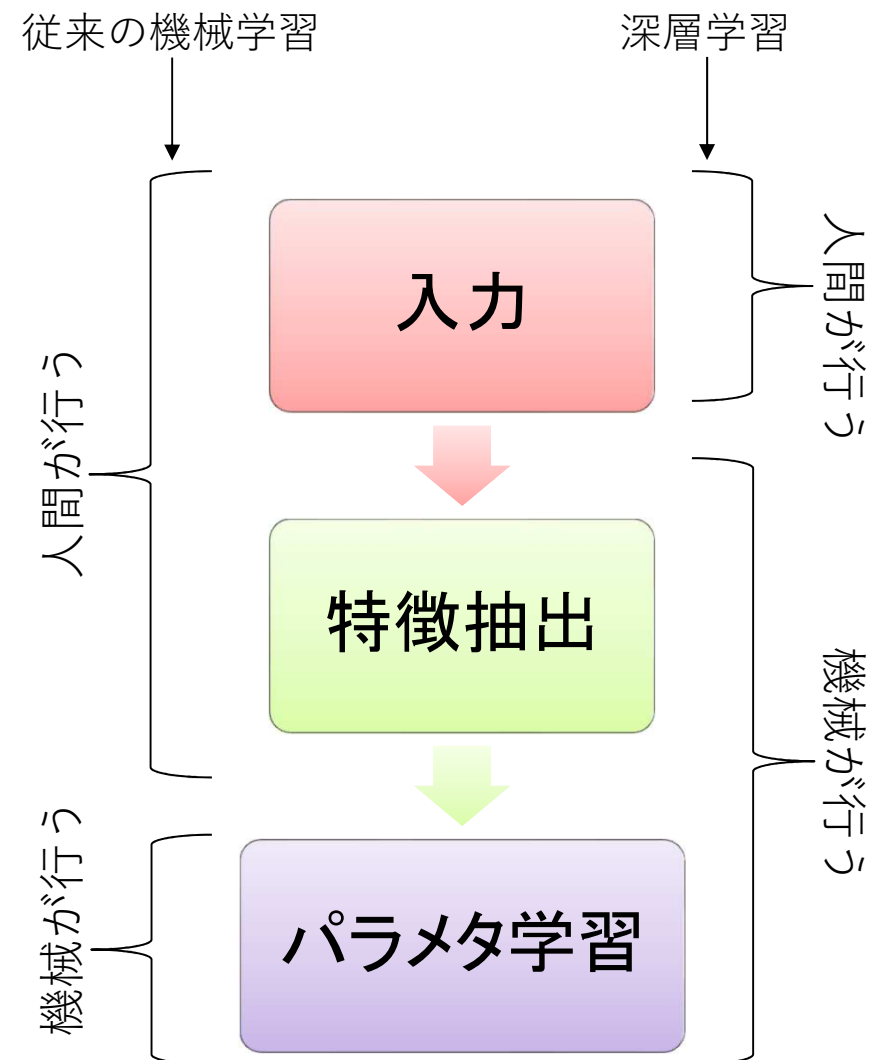 従来の機械学習
深層学習
入力
人間が行う
人間が行う
特徴抽出
機械が行う
機械が行う
パラメタ学習